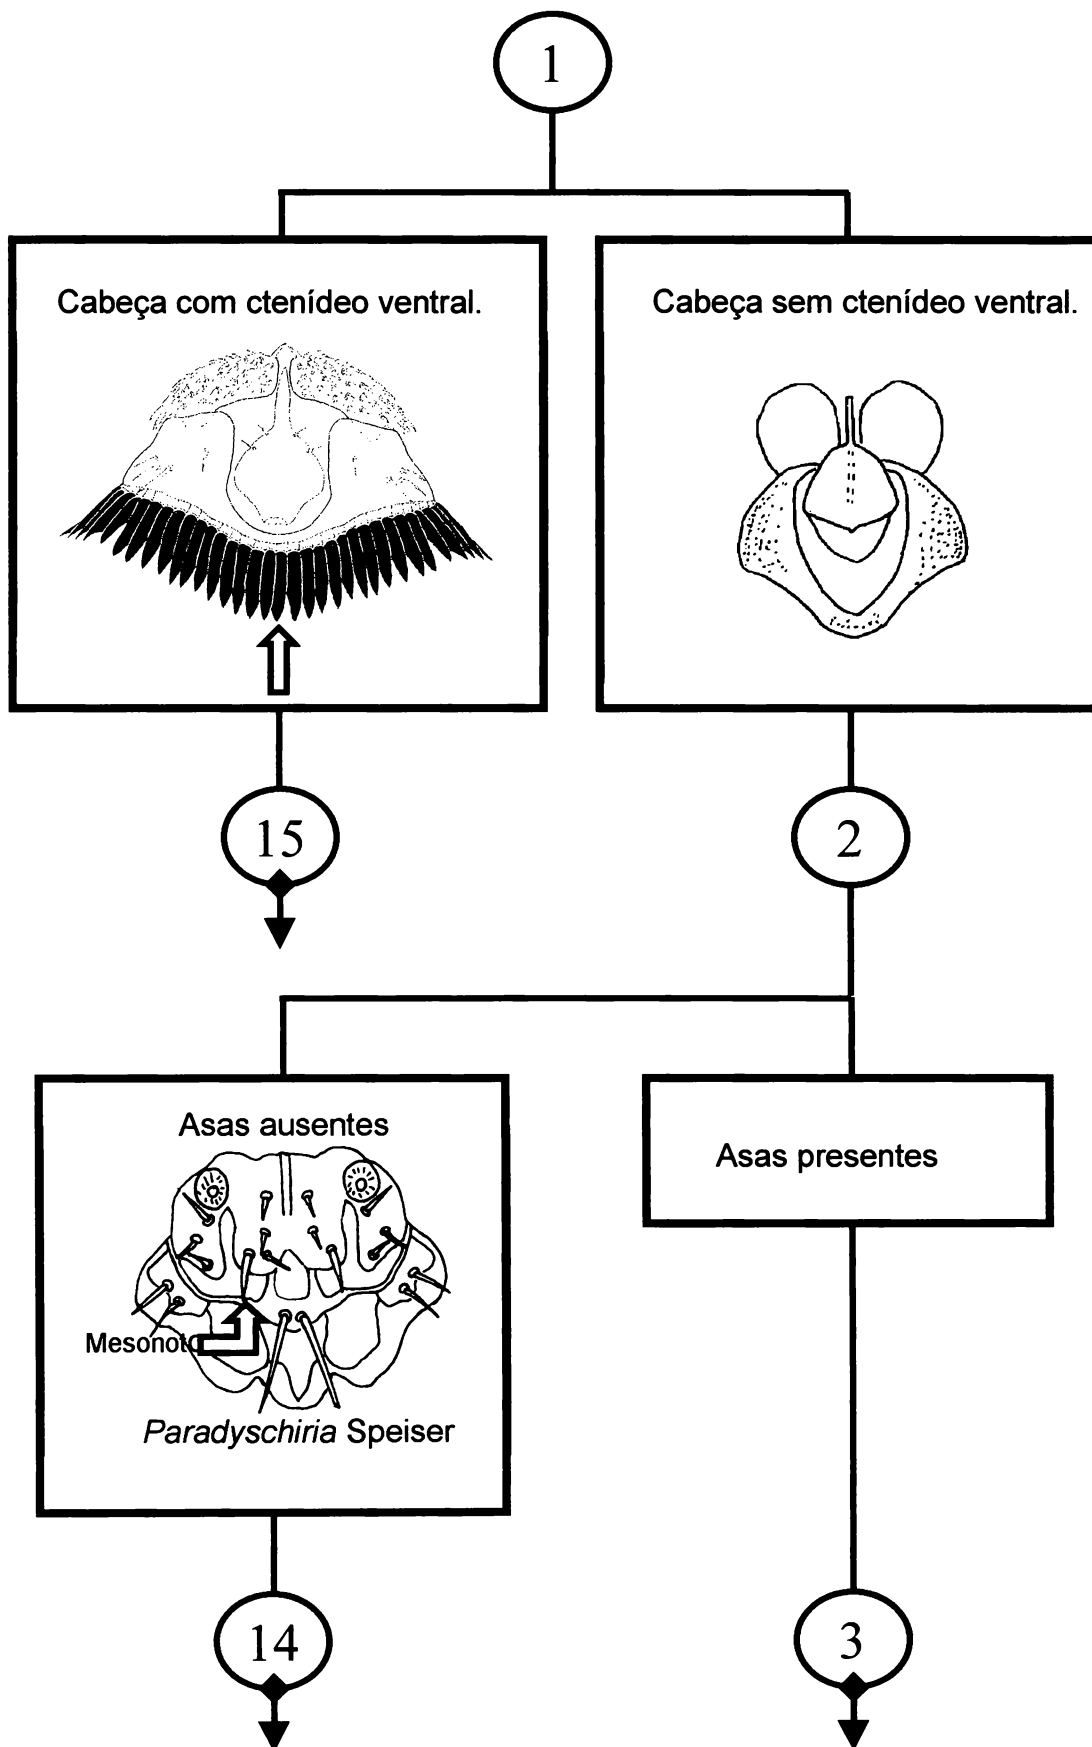 1
Cabeça com ctenídeo ventral.
Cabeça sem ctenídeo ventral.
15
2
Asas ausentes
Asas presentes
Mesonoto
Paradyschiria Speiser
14
3